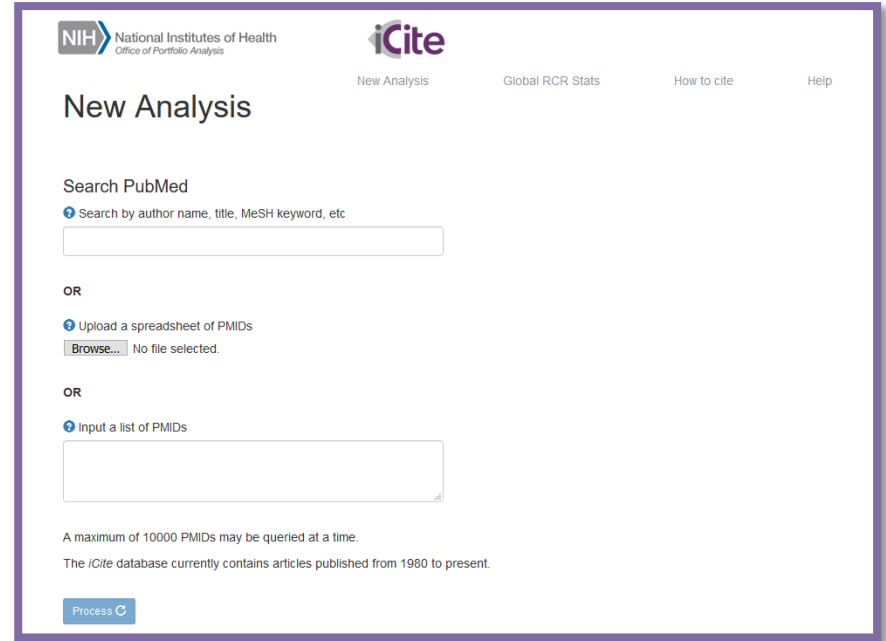 NIH National Institutes of Health
Office of Portfolio Analysis
iCite
New Analysis Global RCR Stats How to cite Help
New Analysis
Search PubMed
? Search by author name, title, MeSH keyword, etc
OR
? Upload a spreadsheet of PMIDs
Browse... No file selected.
OR
? Input a list of PMIDs
A maximum of 10000 PMIDs may be queried at a time.
The iCite database currently contains articles published from 1980 to present.
Process